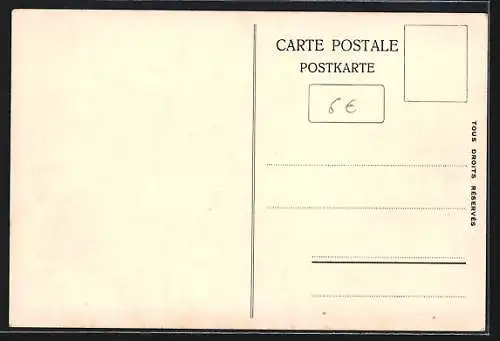 CARTE POSTALE
POSTKARTE
6 €
TOUS DROITS RÉSERVÉS